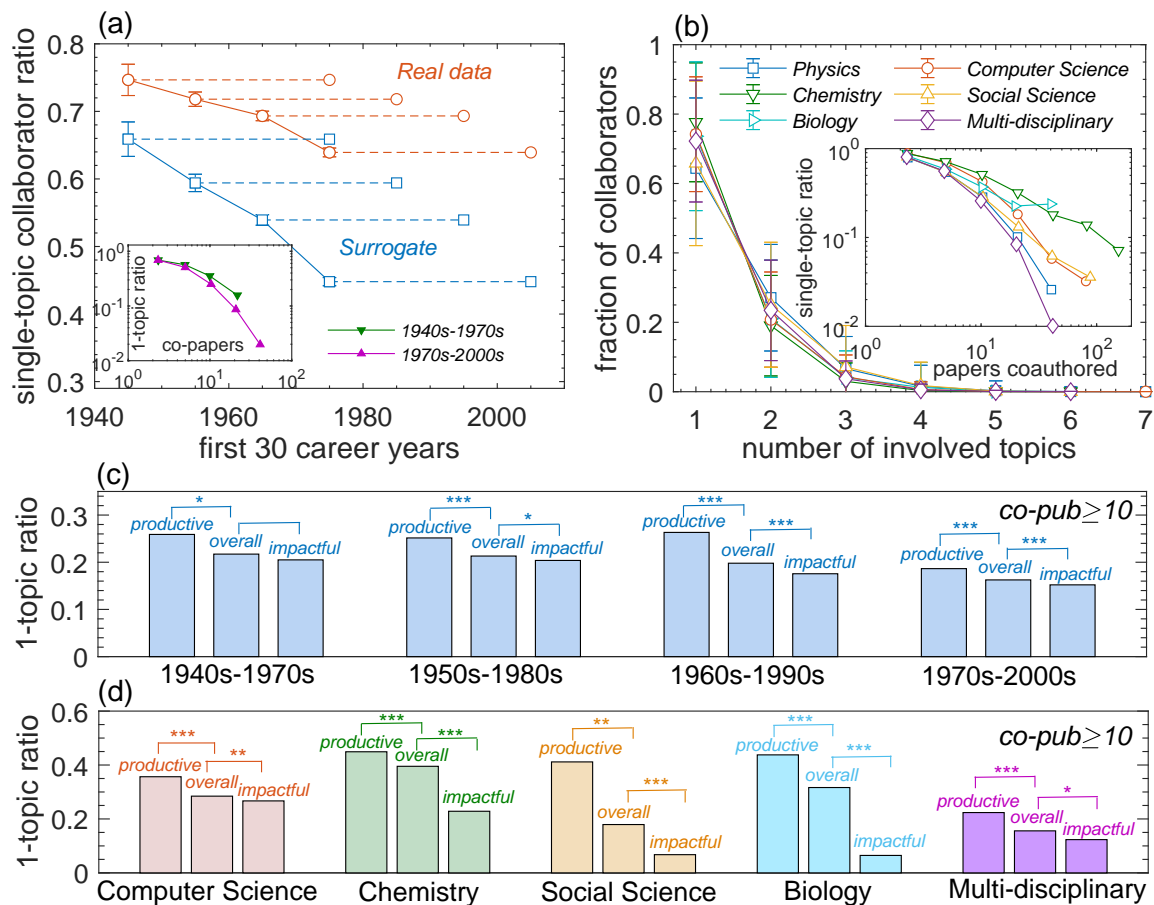 (a)
single-topic collaborator ratio
0.8
0.7
0.6
0.5
0.4
0.3
Real data
Surrogate
1-topic ratio
10^0
10^-1
10^-2
co-papers
10^0 10^1 10^2
1940s-1970s
1970s-2000s
1940 1960 1980 2000
first 30 career years
(b)
fraction of collaborators
1
0.8
0.6
0.4
0.2
0
Physics
Chemistry
Biology
Computer Science
Social Science
Multi-disciplinary
single-topic ratio
10^0
10^-1
10^-2
10^0 10^1 10^2
papers coauthored
1 2 3 4 5 6 7
number of involved topics
(c)
1-topic ratio
0.3
0.2
0.1
0
co-pub≥10
*
productive overall impactful
*** *
productive overall impactful
*** ***
productive overall impactful
*** ***
productive overall impactful
1940s-1970s 1950s-1980s 1960s-1990s 1970s-2000s
(d)
1-topic ratio
0.6
0.4
0.2
0
co-pub≥10
*** **
productive overall impactful
*** ***
productive overall impactful
** ***
productive overall impactful
*** ***
productive overall impactful
*** *
productive overall impactful
Computer Science Chemistry Social Science Biology Multi-disciplinary